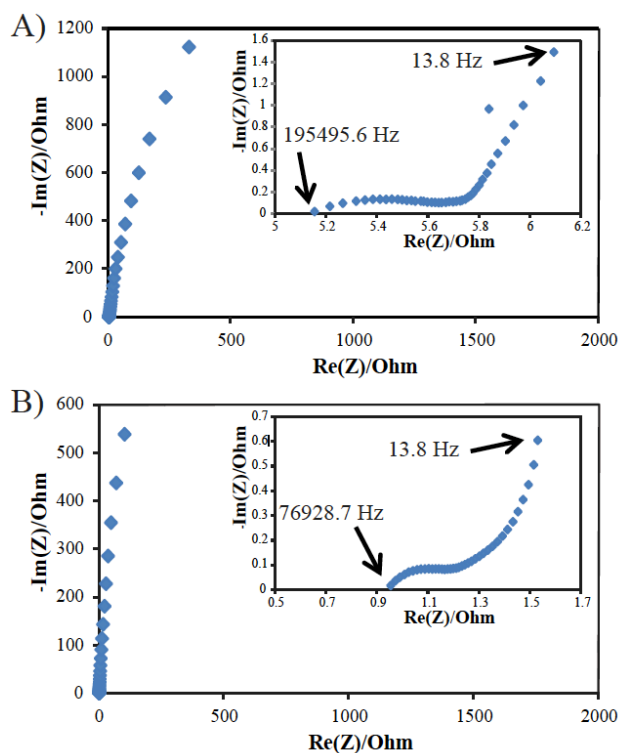 A)
1200
1000
800
600
400
200
0
-Im(Z)/Ohm
0 500 1000 1500 2000
Re(Z)/Ohm
1.6
1.4
1.2
1
0.8
0.6
0.4
0.2
0
-Im(Z)/Ohm
13.8 Hz
195495.6 Hz
5 5.2 5.4 5.6 5.8 6 6.2
Re(Z)/Ohm
B)
600
500
400
300
200
100
0
-Im(Z)/Ohm
0 500 1000 1500 2000
Re(Z)/Ohm
0.7
0.6
0.5
0.4
0.3
0.2
0.1
0
-Im(Z)/Ohm
13.8 Hz
76928.7 Hz
0.5 0.7 0.9 1.1 1.3 1.5 1.7
Re(Z)/Ohm